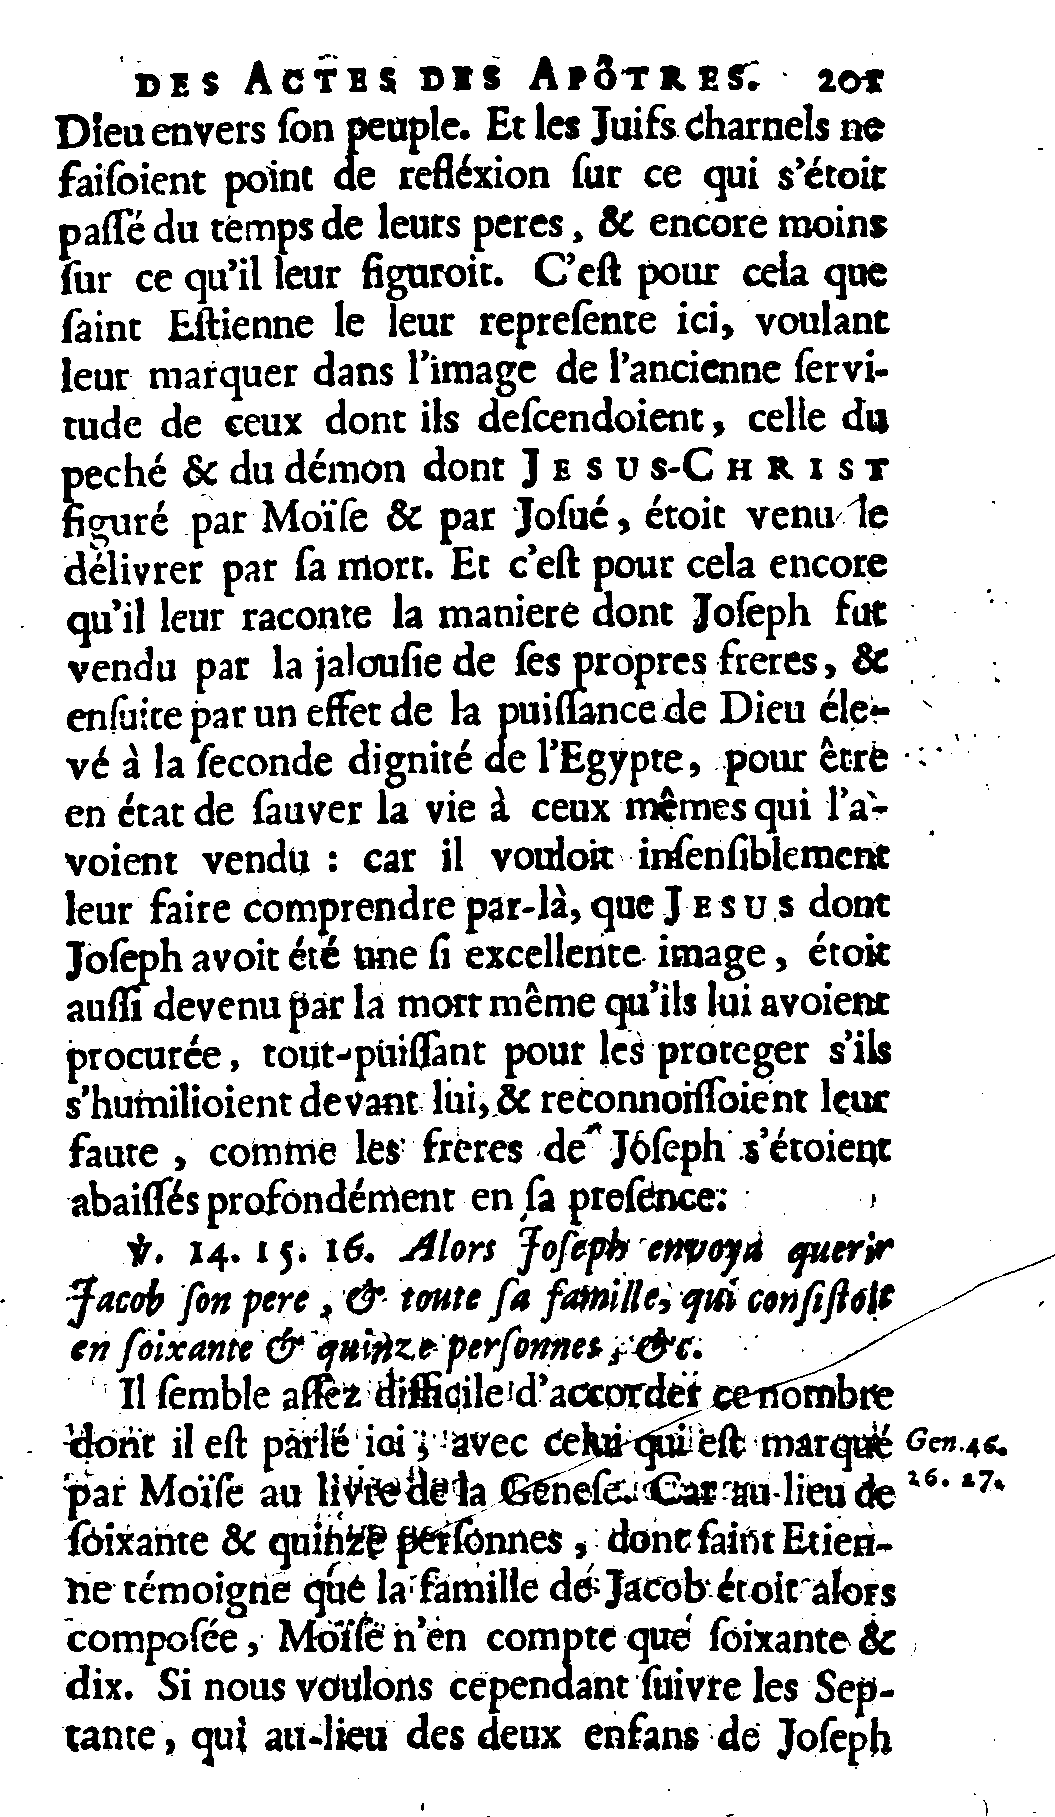 DES ACTES DES APÔTRES. 201
Dieu envers ſon peuple. Et les Juifs charnels ne
faiſoient point de refléxion ſur ce qui s'étoit
paſſé du temps de leurs peres, & encore moins
ſur ce qu'il leur figuroit. C'eſt pour cela que
ſaint Eſtienne le leur repreſente ici, voulant
leur marquer dans l'image de l'ancienne ſervi-
tude de ceux dont ils deſcendoient, celle du
peché & du démon dont JESUS-CHRIST
figuré par Moïſe & par Joſué, étoit venu le
délivrer par ſa mort. Et c'eſt pour cela encore
qu'il leur raconte la maniere dont Joſeph fut
vendu par la jalouſie de ſes propres freres, &
enſuite par un effet de la puiſſance de Dieu éle-
vé à la ſeconde dignité de l'Egypte, pour être
en état de ſauver la vie à ceux mêmes qui l'a-
voient vendu : car il vouloit inſenſiblement
leur faire comprendre par-là, que JESUS dont
Joſeph avoit été une ſi excellente image, étoit
auſſi devenu par la mort même qu'ils lui avoient
procurée, tout-puiſſant pour les proteger s'ils
s'humilioient devant lui, & reconnoiſſoient leur
faute, comme les freres de Joſeph s'étoient
abaiſſés profondément en ſa preſence.
℣. 14. 15. 16. Alors Joſeph envoya querir
Jacob ſon pere, & toute ſa famille, qui conſiſtoit
en ſoixante & quinze perſonnes, &c.
Il ſemble aſſez difficile d'accorder ce nombre
dont il eſt parlé ici, avec celui qui eſt marqué Gen. 46.
par Moïſe au livre de la Geneſe. Car au-lieu de 26. 27.
ſoixante & quinze perſonnes, dont ſaint Etien-
ne témoigne que la famille de Jacob étoit alors
compoſée, Moïſe n'en compte que ſoixante &
dix. Si nous voulons cependant ſuivre les Sep-
tante, qui au-lieu des deux enfans de Joſeph